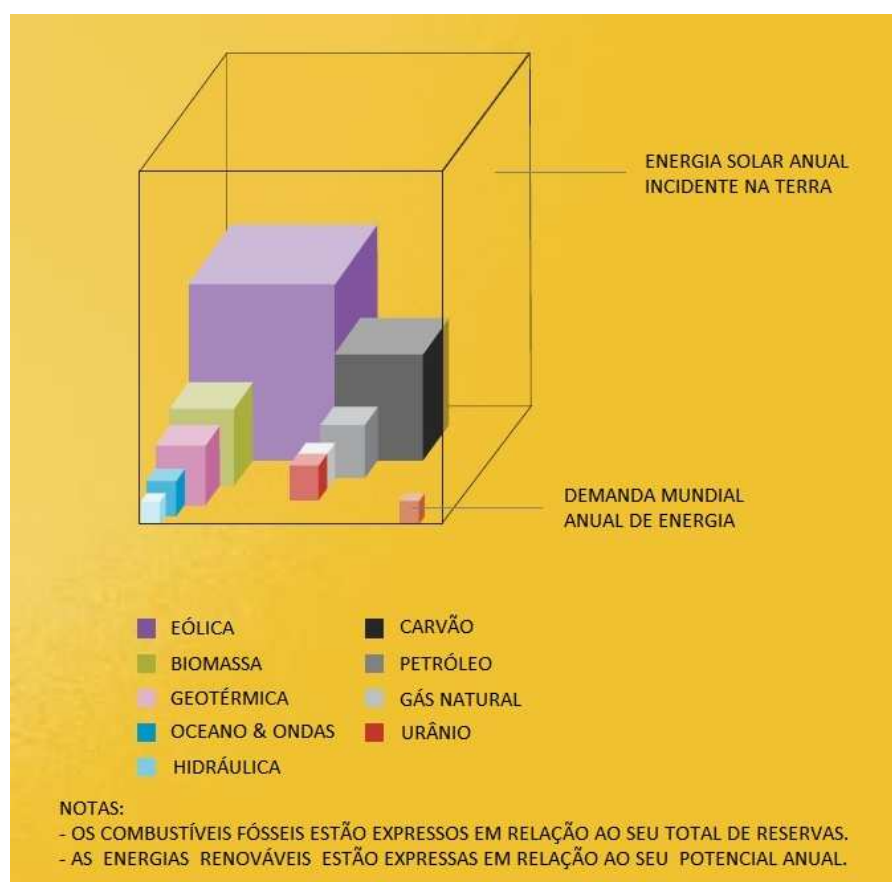 ENERGIA SOLAR ANUAL
INCIDENTE NA TERRA
DEMANDA MUNDIAL
ANUAL DE ENERGIA
EÓLICA
BIOMASSA
GEOTÉRMICA
OCEANO & ONDAS
HIDRÁULICA
CARVÃO
PETRÓLEO
GÁS NATURAL
URÂNIO
NOTAS:
- OS COMBUSTÍVEIS FÓSSEIS ESTÃO EXPRESSOS EM RELAÇÃO AO SEU TOTAL DE RESERVAS.
- AS ENERGIAS RENOVÁVEIS ESTÃO EXPRESSAS EM RELAÇÃO AO SEU POTENCIAL ANUAL.